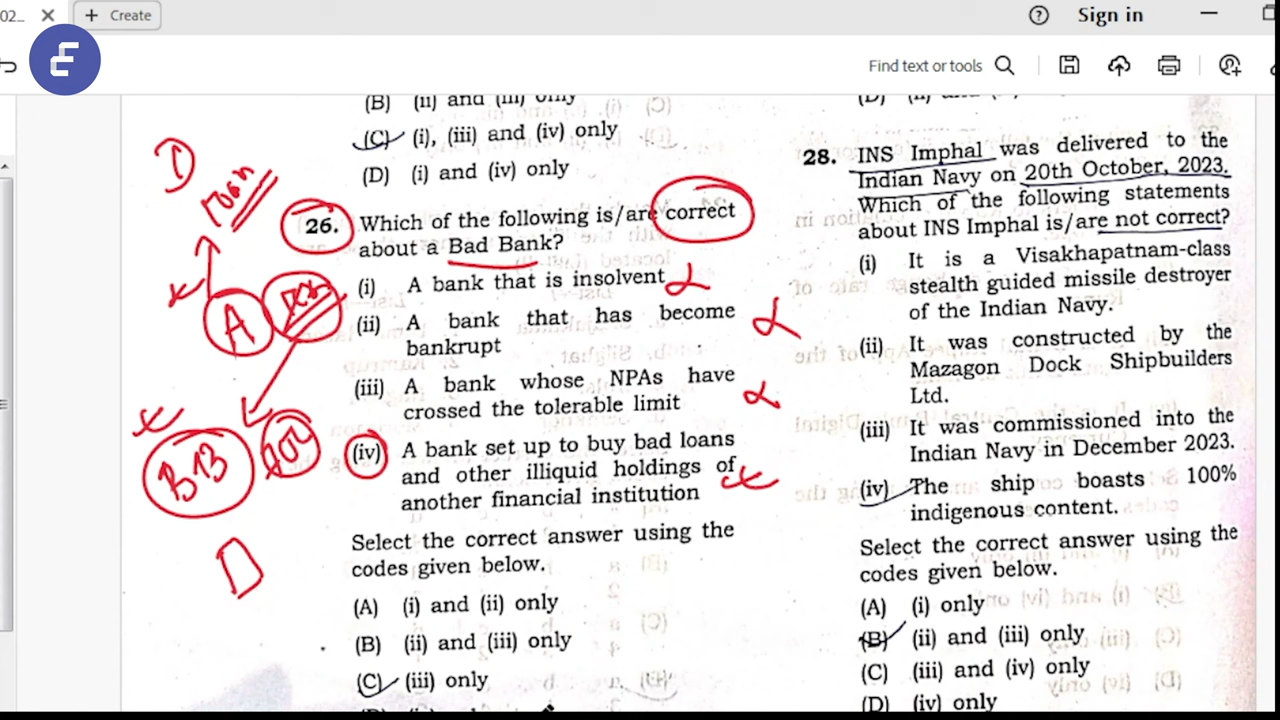 02...
+ Create
Sign in
Find text or tools
(B) (ii) and (iii) only
(C) (i), (iii) and (iv) only
(D) (i) and (iv) only
D
26. Which of the following is/are correct
about a Bad Bank?
(i) A bank that is insolvent
(ii) A bank that has become
bankrupt
(iii) A bank whose NPAs have
crossed the tolerable limit
(iv) A bank set up to buy bad loans
and other illiquid holdings of
another financial institution
Select the correct answer using the
codes given below.
(A) (i) and (ii) only
(B) (ii) and (iii) only
(C) (iii) only
A
BB
D
28. INS Imphal was delivered to the
Indian Navy on 20th October, 2023.
Which of the following statements
about INS Imphal is/are not correct?
(i) It is a Visakhapatnam-class
stealth guided missile destroyer
of the Indian Navy.
(ii) It was constructed by the
Mazagon Dock Shipbuilders
Ltd.
(iii) It was commissioned into the
Indian Navy in December 2023.
(iv) The ship boasts 100%
indigenous content.
Select the correct answer using the
codes given below.
(A) (i) only
(B) (ii) and (iii) only
(C) (iii) and (iv) only
(D) (iv) only